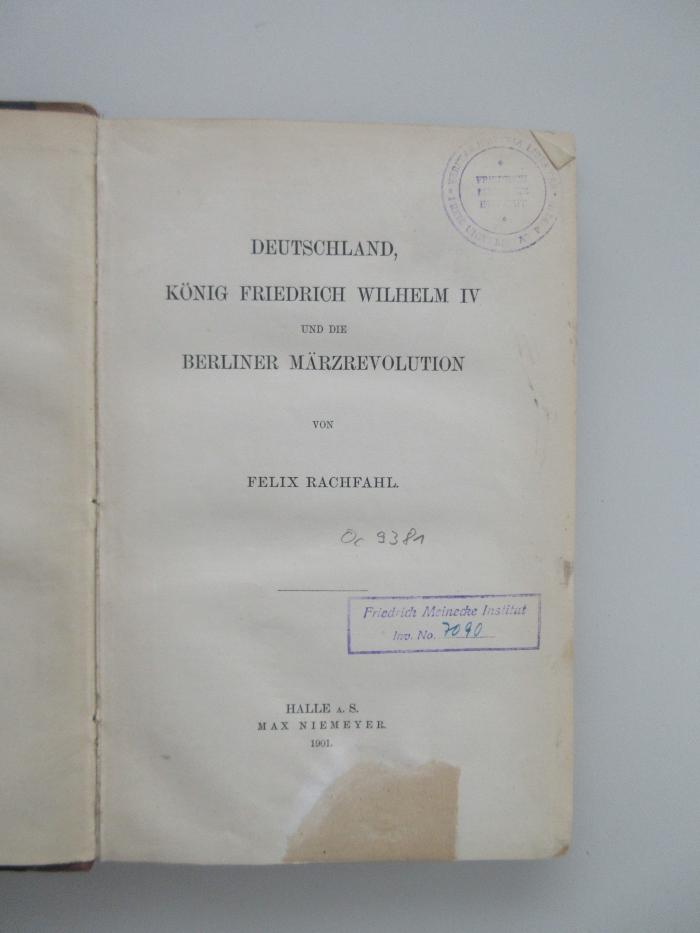 FRIEDRICH
DEUTSCHLAND,
KÖNIG FRIEDRICH WILHELM IV
UND DIE
BERLINER MÄRZREVOLUTION
VON
FELIX RACHFAHL.
Oc 9381
Friedrich Meinecke Institut
Inv. No. 7090
HALLE A. S.
MAX NIEMEYER.
1901.